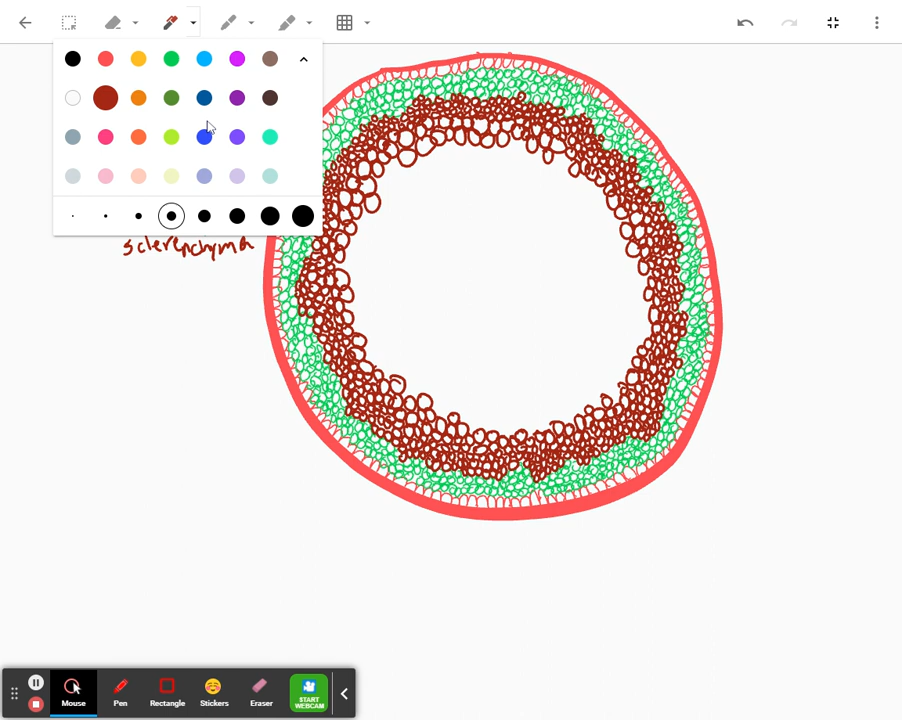 sclerenchyma
Mouse
Pen
Rectangle
Stickers
Eraser
START
WEBCAM